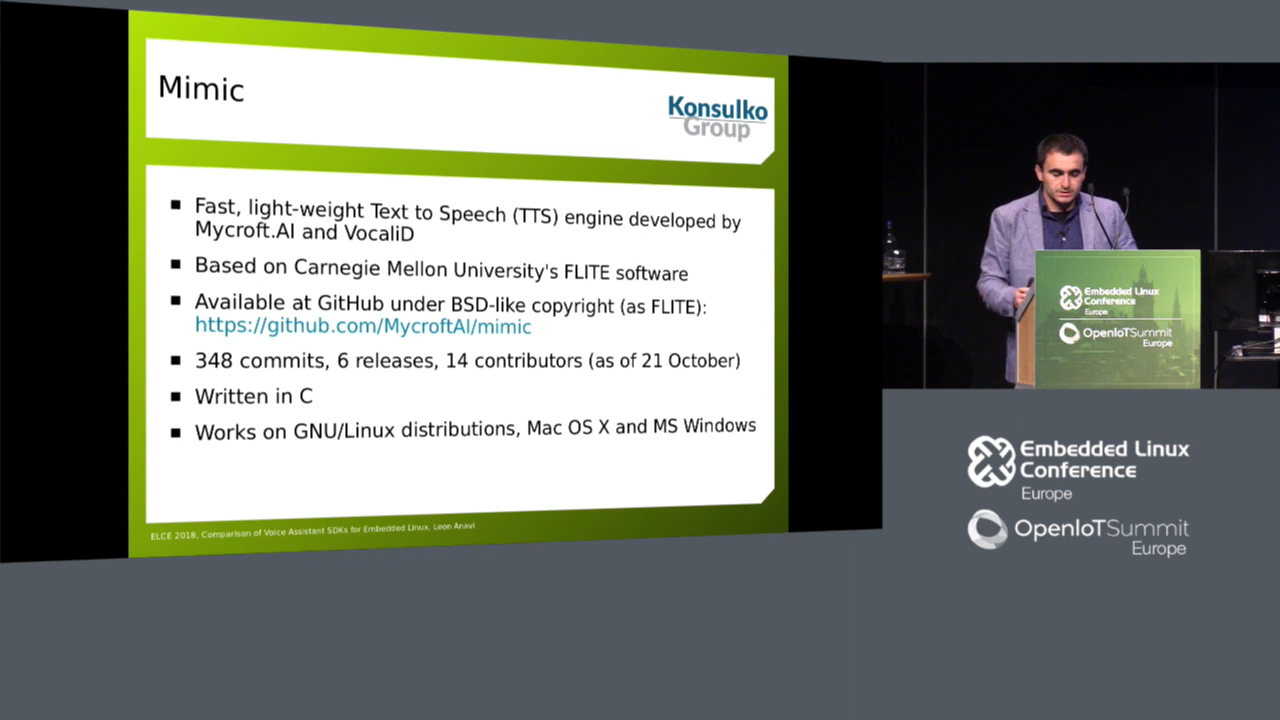 Mimic
Konsulko
Group
Fast, light-weight Text to Speech (TTS) engine developed by
Mycroft.AI and VocaliD
Based on Carnegie Mellon University's FLITE software
Available at GitHub under BSD-like copyright (as FLITE):
https://github.com/MycroftAI/mimic
348 commits, 6 releases, 14 contributors (as of 21 October)
Written in C
Works on GNU/Linux distributions, Mac OS X and MS Windows
ELCE 2018, Comparison of Voice Assistant SDKs for Embedded Linux, Leon Anavi
Embedded Linux
Conference
Europe
OpenIoTSummit
Europe
Embedded Linux
Conference
Europe
OpenIoTSummit
Europe